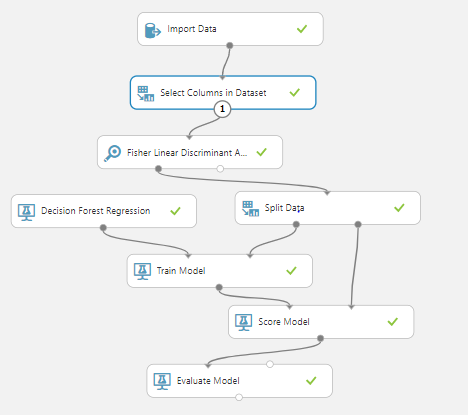 Import Data
Select Columns in Dataset
1
Fisher Linear Discriminant A...
Decision Forest Regression
Split Data
Train Model
Score Model
Evaluate Model